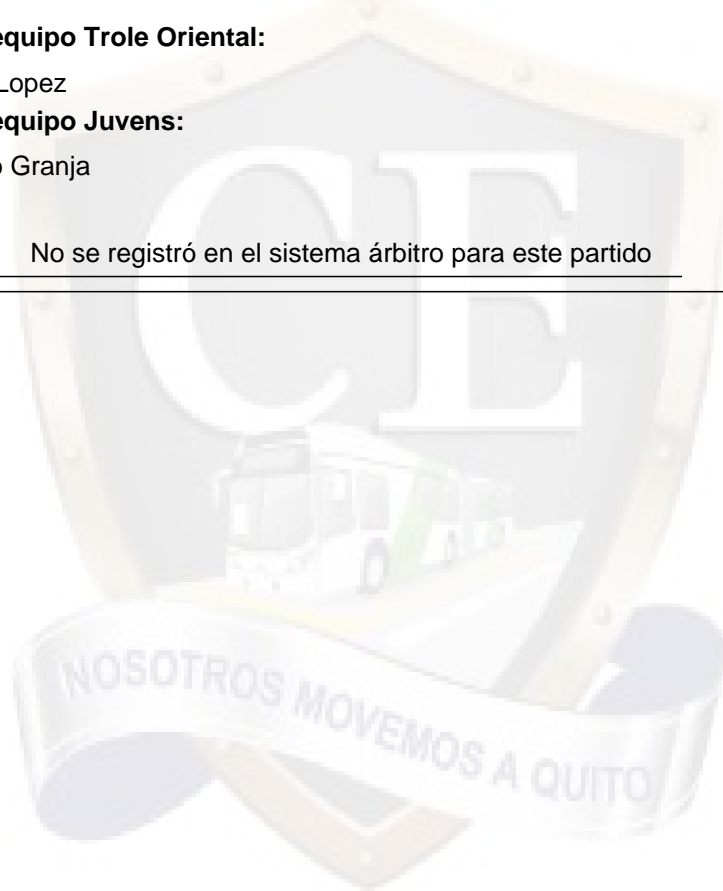 equipo Trole Oriental:
Lopez
equipo Juvens:
o Granja
No se registró en el sistema árbitro para este partido
CE
NOSOTROS MOVEMOS A QUITO